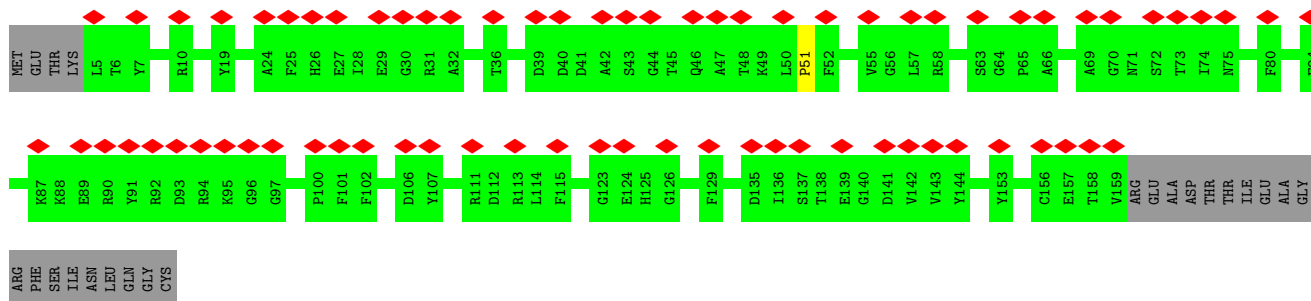 MET GLU THR LYS L5 T6 Y7 R10 Y19 A24 F25 H26 E27 I28 E29 G30 R31 A32 T36 D39 D40 D41 A42 S43 G44 T45 Q46 A47 T48 K49 L50 P51 F52 V55 G56 L57 R58 S63 G64 P65 A66 A69 G70 N71 S72 T73 I74 N75 F80
K87 K88 E89 R90 Y91 R92 D93 R94 K95 G96 G97 P100 F101 F102 D106 Y107 R111 D112 R113 L114 F115 G123 E124 H125 G126 F129 D135 I136 S137 T138 E139 G140 D141 V142 V143 Y144 Y153 C156 E157 T158 V159 ARG GLU ALA ASP THR THR ILE GLU ALA GLY
ARG PHE SER ILE ASN LEU GLN GLY CYS